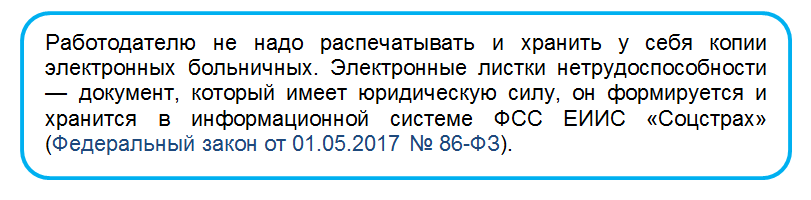 Работодателю не надо распечатывать и хранить у себя копии
электронных больничных. Электронные листки нетрудоспособности
— документ, который имеет юридическую силу, он формируется и
хранится в информационной системе ФСС ЕИИС «Соцстрах»
(Федеральный закон от 01.05.2017 № 86-ФЗ).